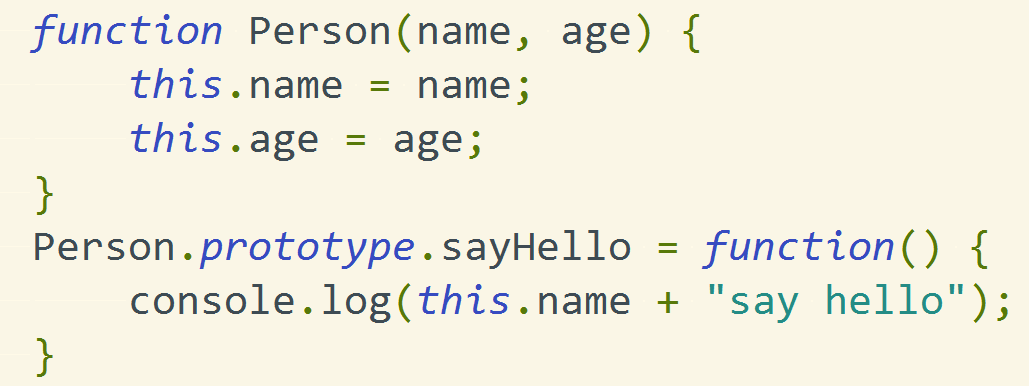 function Person(name, age) {
    this.name = name;
    this.age = age;
}
Person.prototype.sayHello = function() {
    console.log(this.name + "say hello");
}